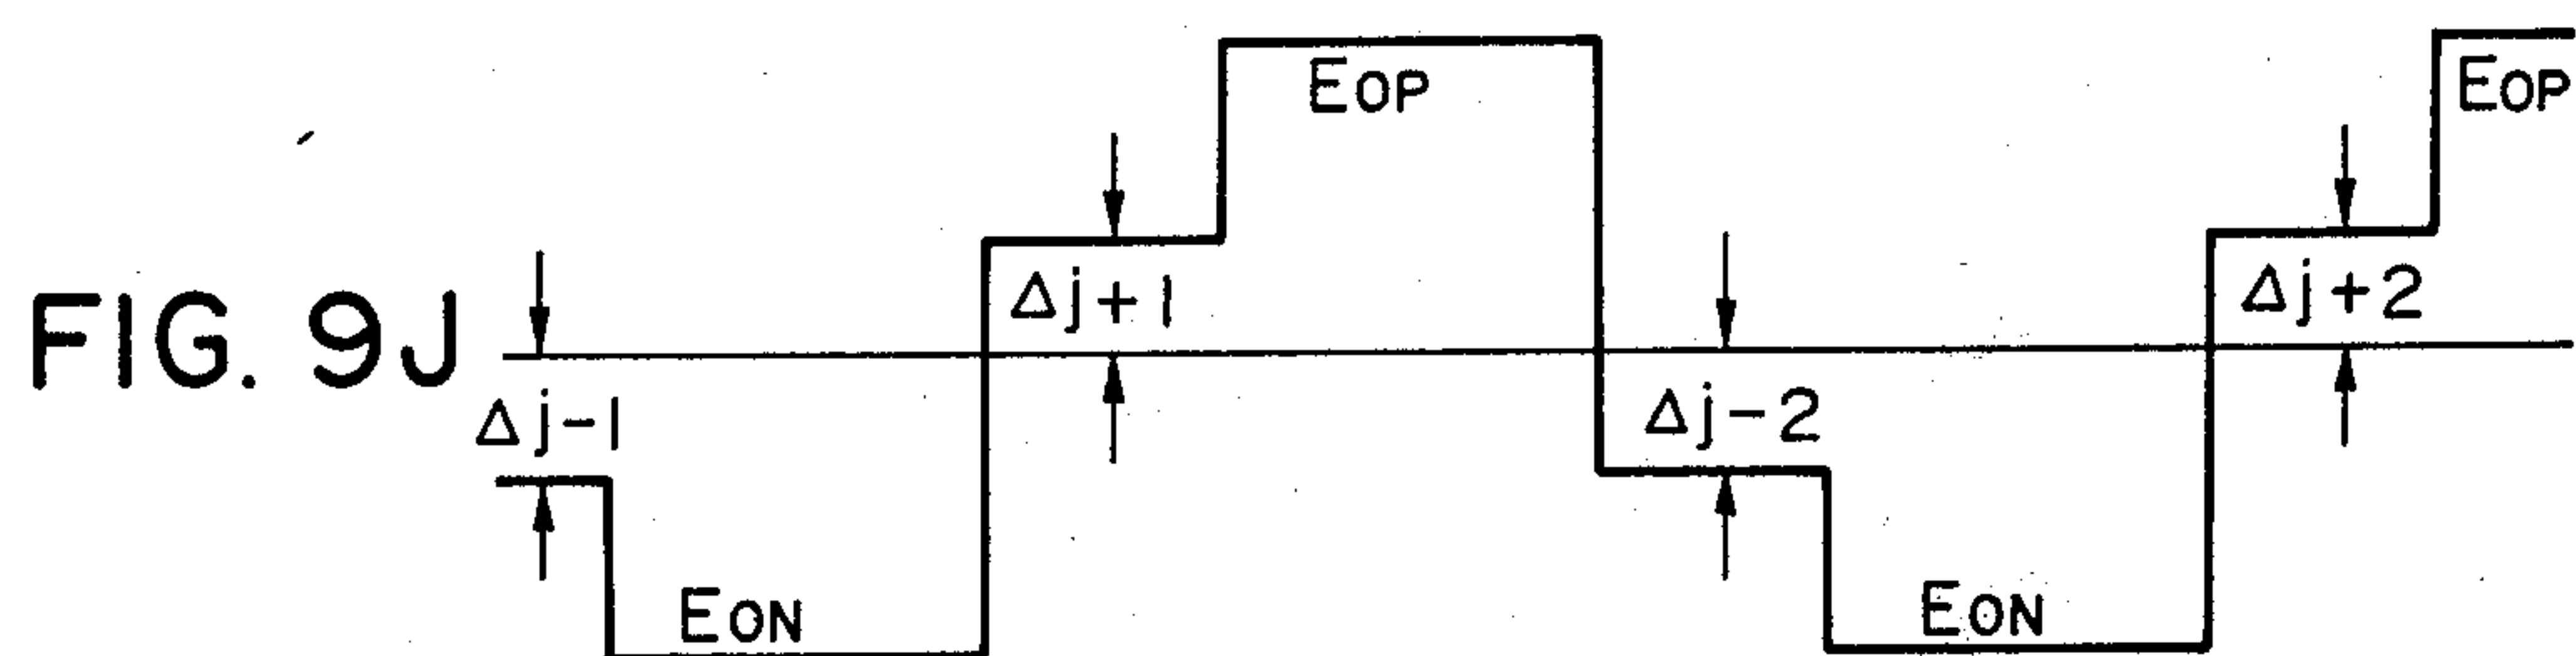 FIG. 9J
EOP
EOP
Δj+1
Δj+2
Δj-1
Δj-2
EON
EON